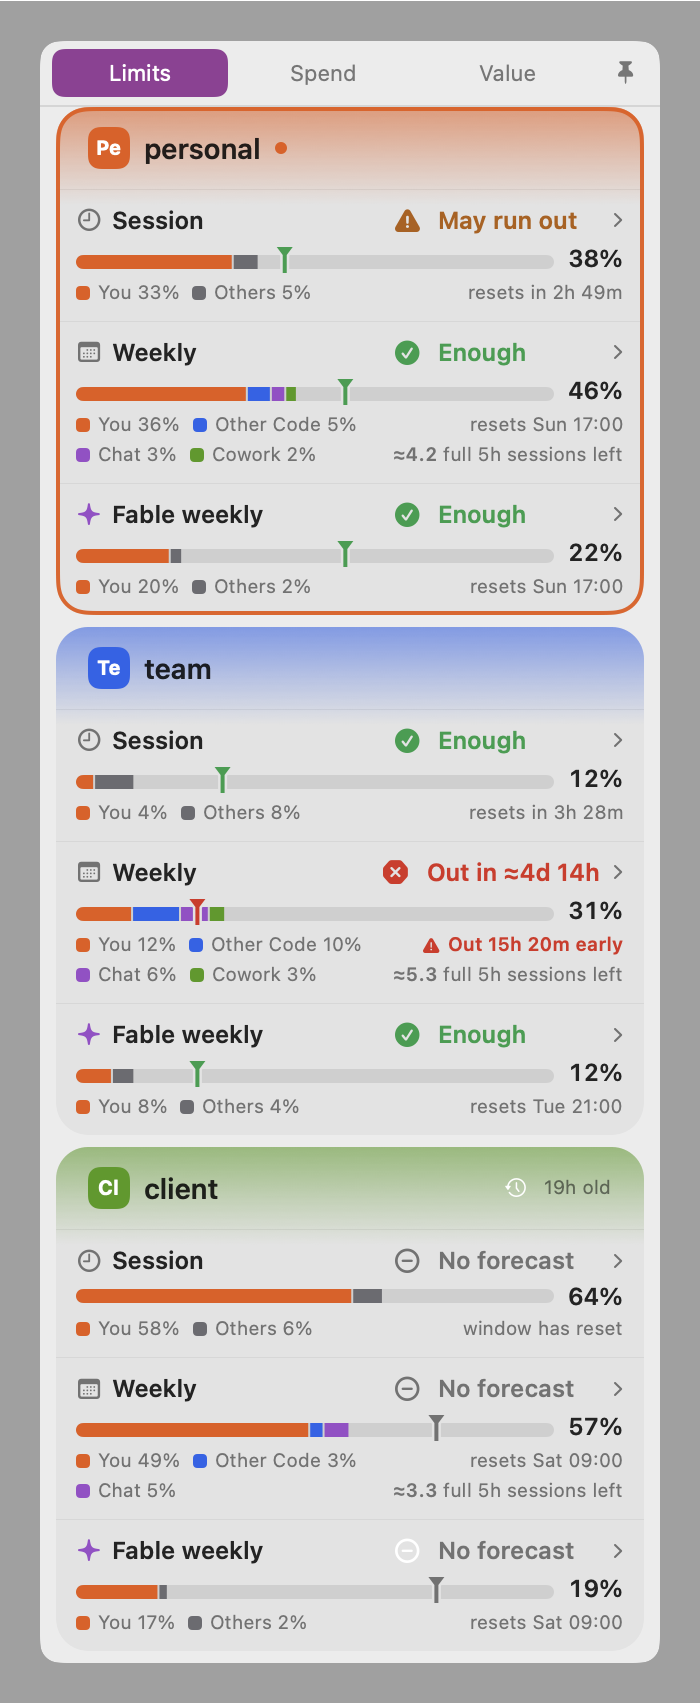 Limits Spend Value
Pe personal
Session May run out
38%
You 33% Others 5% resets in 2h 49m
Weekly Enough
46%
You 36% Other Code 5% resets Sun 17:00
Chat 3% Cowork 2% ≈4.2 full 5h sessions left
Fable weekly Enough
22%
You 20% Others 2% resets Sun 17:00
Te team
Session Enough
12%
You 4% Others 8% resets in 3h 28m
Weekly Out in ≈4d 14h
31%
You 12% Other Code 10% Out 15h 20m early
Chat 6% Cowork 3% ≈5.3 full 5h sessions left
Fable weekly Enough
12%
You 8% Others 4% resets Tue 21:00
Cl client 19h old
Session No forecast
64%
You 58% Others 6% window has reset
Weekly No forecast
57%
You 49% Other Code 3% resets Sat 09:00
Chat 5% ≈3.3 full 5h sessions left
Fable weekly No forecast
19%
You 17% Others 2% resets Sat 09:00